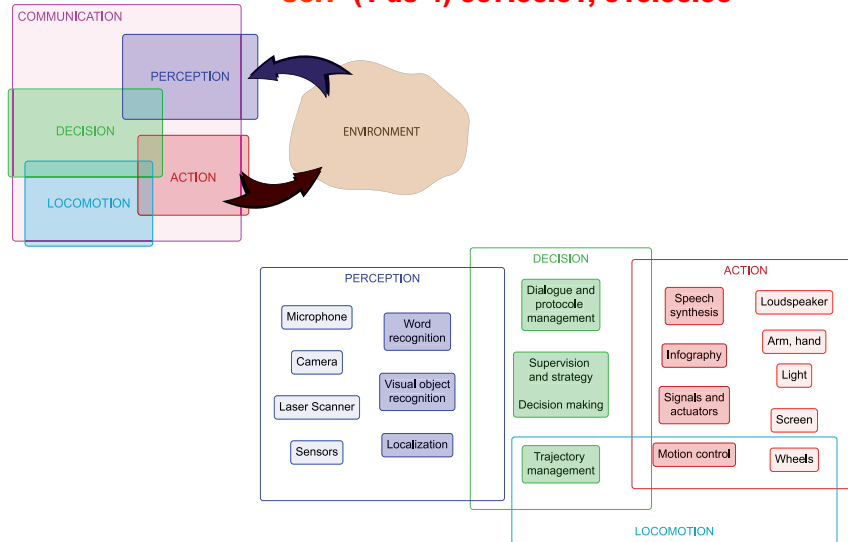 COMMUNICATION
PERCEPTION
DECISION
ENVIRONMENT
ACTION
LOCOMOTION
DECISION
PERCEPTION
ACTION
Dialogue and
protocole
management
Speech
synthesis
Loudspeaker
Microphone
Word
recognition
Arm, hand
Camera
Supervision
and strategy
Decision making
Infography
Light
Visual object
recognition
Laser Scanner
Signals and
actuators
Screen
Sensors
Localization
Trajectory
management
Motion control
Wheels
LOCOMOTION